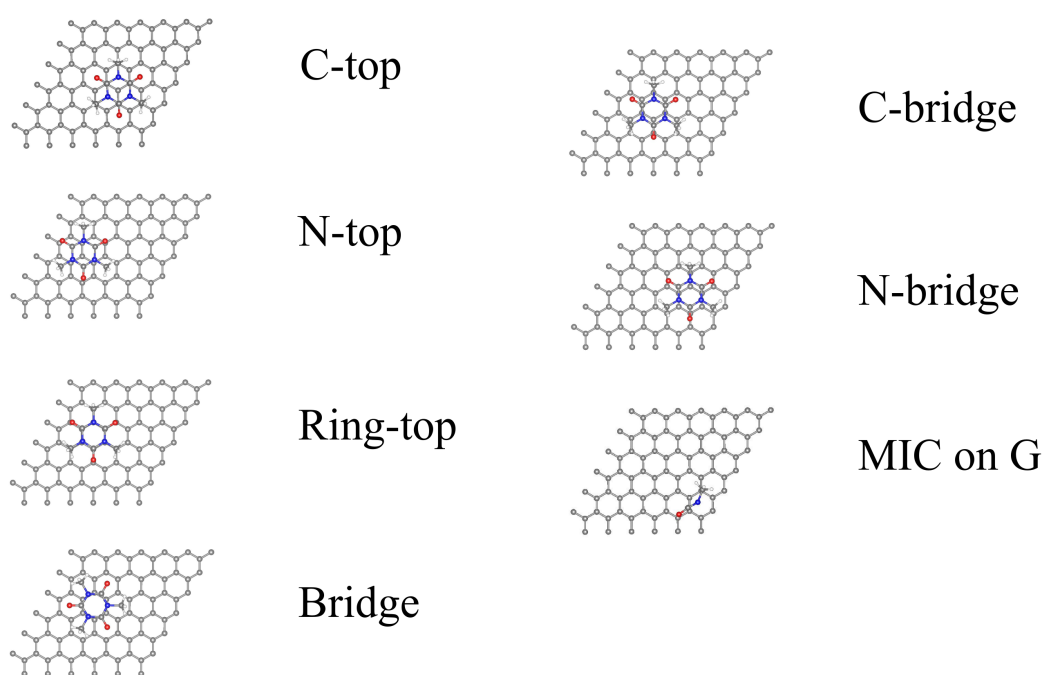 C-top
N-top
Ring-top
Bridge
C-bridge
N-bridge
MIC on G